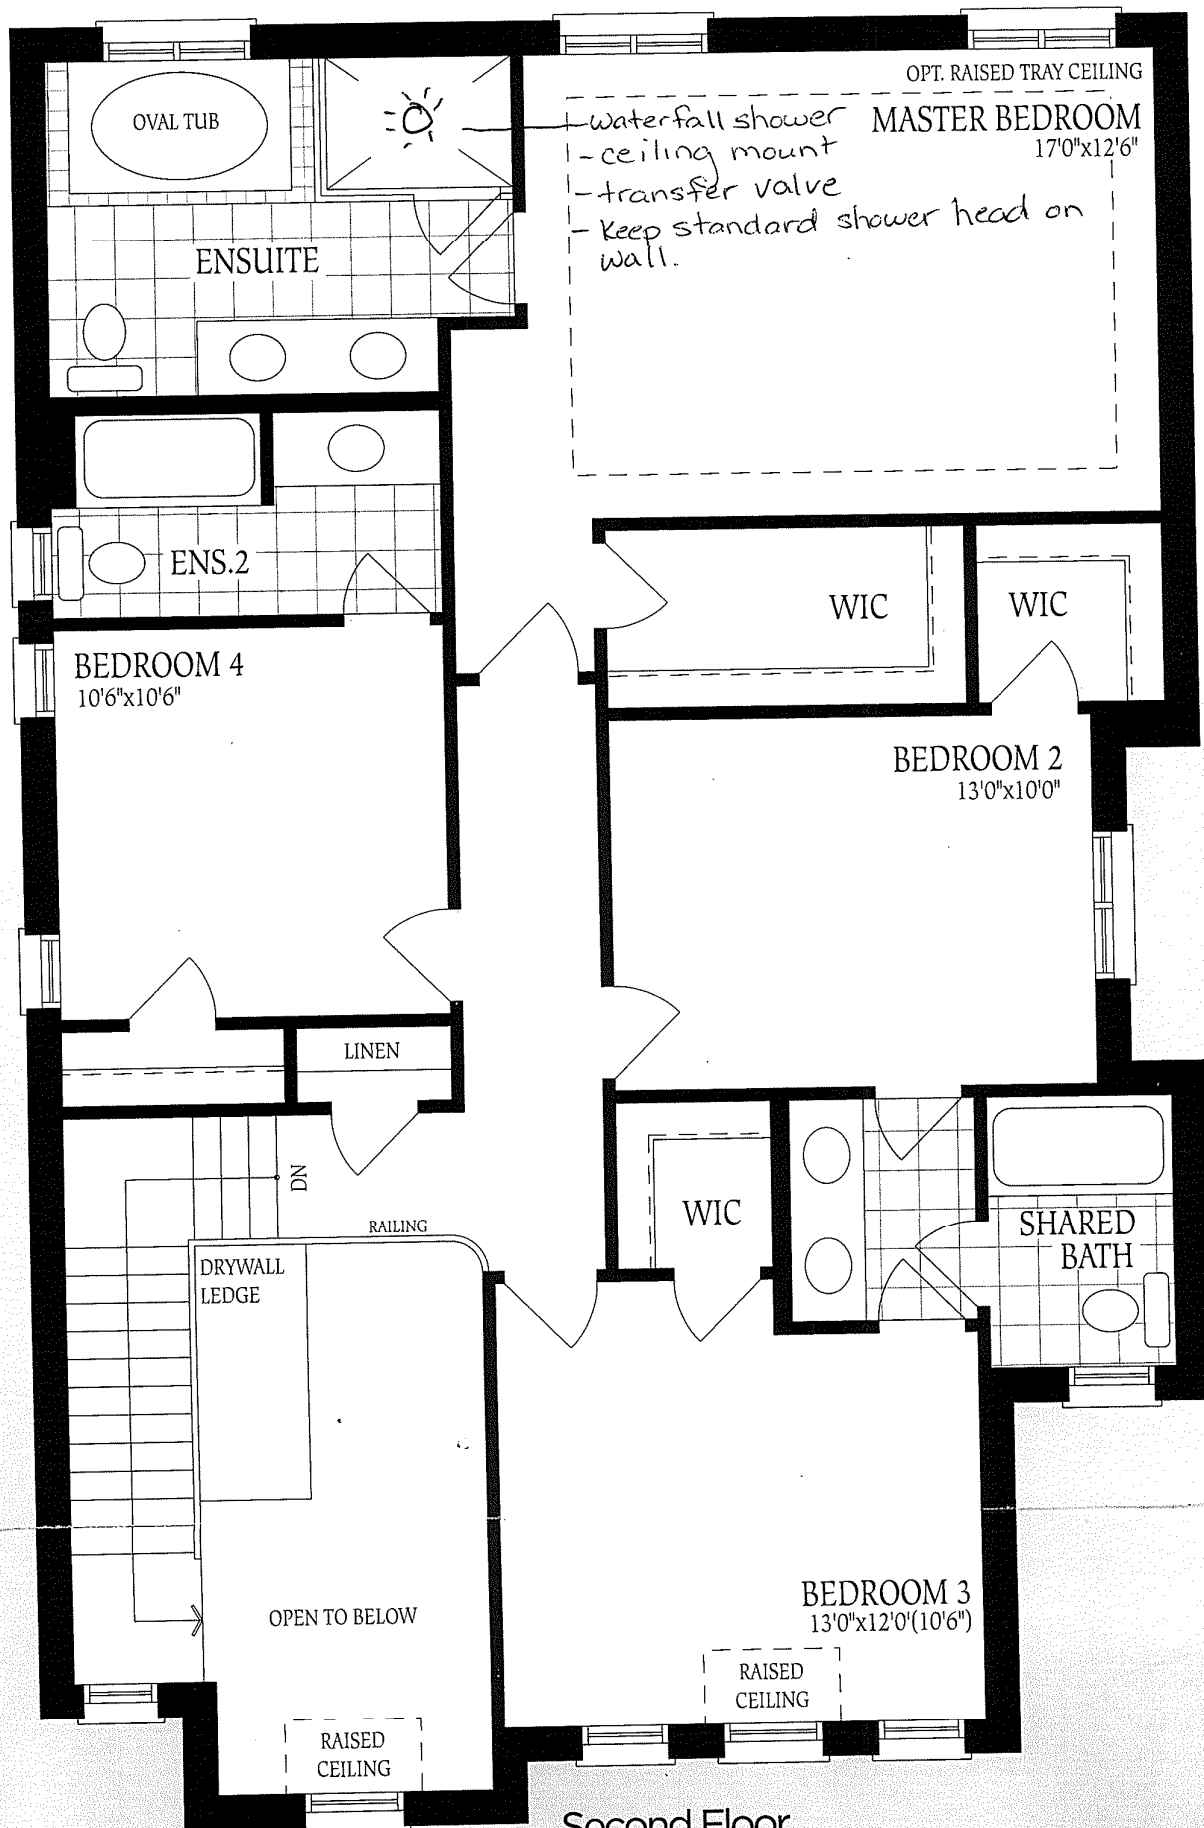 OPT. RAISED TRAY CEILING
OVAL TUB
-waterfall shower
- ceiling mount
- transfer valve
- Keep standard shower head on
wall.
MASTER BEDROOM
17'0"x12'6"
ENSUITE
ENS.2
WIC
WIC
BEDROOM 4
10'6"x10'6"
BEDROOM 2
13'0"x10'0"
LINEN
DN
RAILING
WIC
SHARED
BATH
DRYWALL
LEDGE
OPEN TO BELOW
BEDROOM 3
13'0"x12'0'(10'6")
RAISED
CEILING
RAISED
CEILING
Second Floor